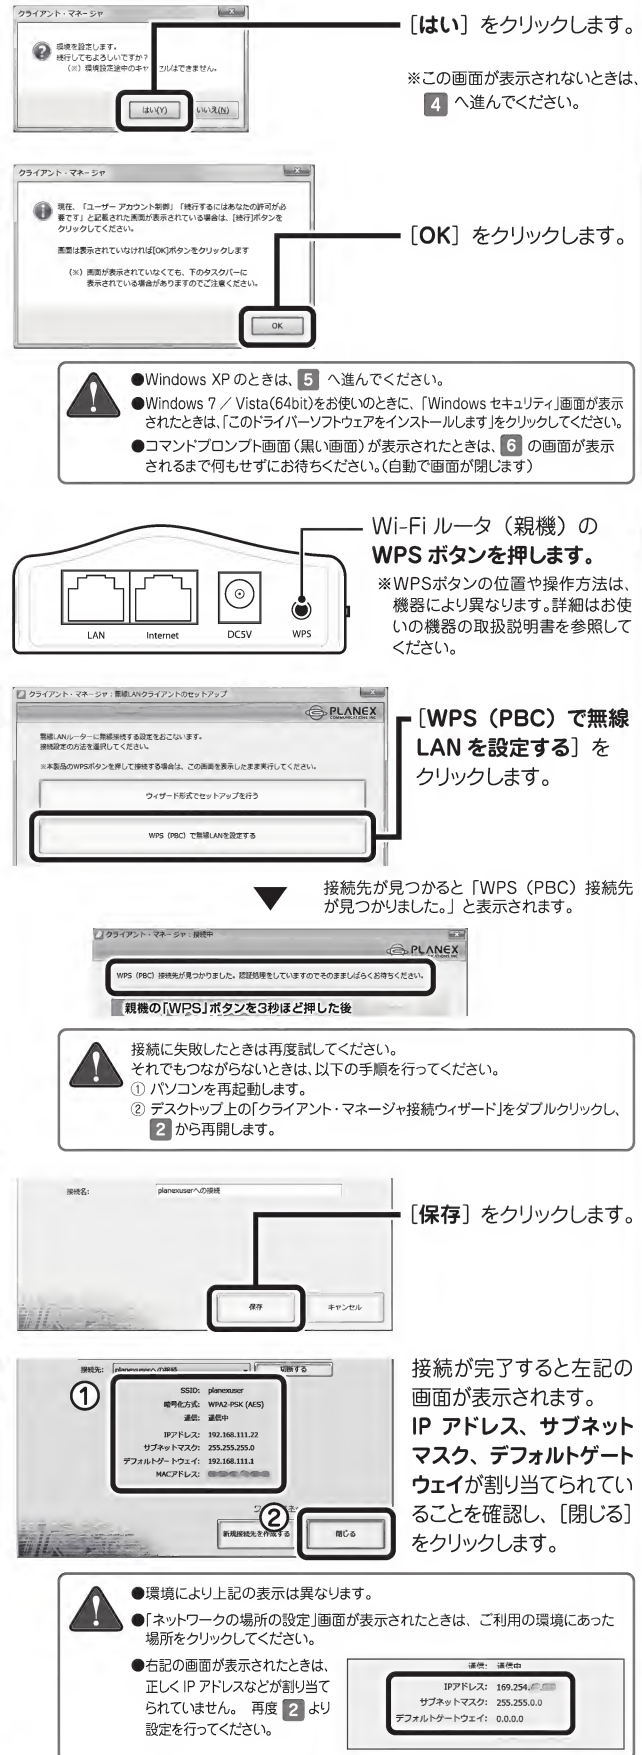 クライアント・マネージャ
環境を設定します。
続行してもよろしいですか?
（※）環境設定途中のキャ
ルはできません。
はい(Y)
いいえ(N)
［はい］をクリックします。
※この画面が表示されないときは、
4 へ進んでください。
クライアント・マネージャ
現在、「ユーザー アカウント制御」「続行するにはあなたの許可が必
要です」と記載された画面が表示されている場合は、[続行]ボタンを
クリックしてください。
画面は表示されていなければ[OK]ボタンをクリックします
（※）画面が表示されていなくても、下のタスクバーに
表示されている場合がありますのでご注意ください。
OK
［OK］をクリックします。
●Windows XP のときは、5 へ進んでください。
●Windows 7 ／ Vista(64bit)をお使いのときに、「Windows セキュリティ」画面が表示
されたときは、「このドライバーソフトウェアをインストールします」をクリックしてください。
●コマンドプロンプト画面（黒い画面）が表示されたときは、6 の画面が表示
されるまで何もせずにお待ちください。（自動で画面が閉じます）
LAN
Internet
DC5V
WPS
Wi-Fi ルータ（親機）の
WPS ボタンを押します。
※WPSボタンの位置や操作方法は、
機器により異なります。詳細はお使
いの機器の取扱説明書を参照して
ください。
クライアント・マネージャ：無線LANクライアントのセットアップ
PLANEX
COMMUNICATIONS INC
無線LANルーターに無線接続する設定をおこないます。
接続設定の方法を選択してください。
※本製品のWPSボタンを押して接続する場合は、この画面を表示したまま実行してください。
ウィザード形式でセットアップを行う
WPS（PBC）で無線LANを設定する
［WPS（PBC）で無線
LAN を設定する］を
クリックします。
接続先が見つかると「WPS（PBC）接続先
が見つかりました。」と表示されます。
クライアント・マネージャ：接続中
PLANEX
WPS（PBC）接続先が見つかりました。認証処理をしていますのでそのまましばらくお待ちください。
親機の「WPS」ボタンを3秒ほど押した後
接続に失敗したときは再度試してください。
それでもつながらないときは、以下の手順を行ってください。
① パソコンを再起動します。
② デスクトップ上の「クライアント・マネージャ接続ウィザード」をダブルクリックし、
2 から再開します。
接続名：
planexuserへの接続
保存
キャンセル
［保存］をクリックします。
接続先：
planexuserへの接続
切断する
①
SSID: planexuser
暗号化方式: WPA2-PSK (AES)
通信: 通信中
IPアドレス: 192.168.111.22
サブネットマスク: 255.255.255.0
デフォルトゲートウェイ: 192.168.111.1
MACアドレス:
②
新規接続先を作成する
閉じる
接続が完了すると左記の
画面が表示されます。
IP アドレス、サブネット
マスク、デフォルトゲート
ウェイが割り当てられてい
ることを確認し、［閉じる］
をクリックします。
●環境により上記の表示は異なります。
●「ネットワークの場所の設定」画面が表示されたときは、ご利用の環境にあった
場所をクリックしてください。
●右記の画面が表示されたときは、
正しく IP アドレスなどが割り当て
られていません。 再度 2 より
設定を行ってください。
通信: 通信中
IPアドレス: 169.254.
サブネットマスク: 255.255.0.0
デフォルトゲートウェイ: 0.0.0.0